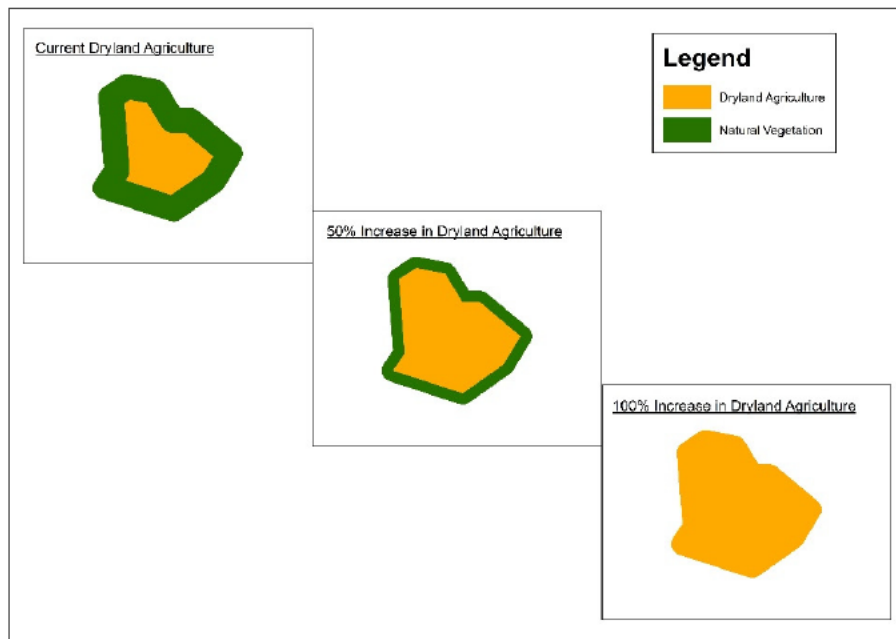 Current Dryland Agriculture
Legend
Dryland Agriculture
Natural Vegetation
50% Increase in Dryland Agriculture
100% Increase in Dryland Agriculture